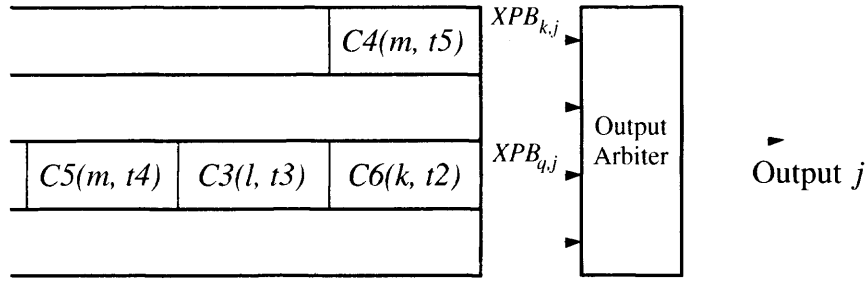 C4(m, t5)
XPB_{k,j}
C5(m, t4) C3(l, t3) C6(k, t2)
XPB_{q,j}
Output
Arbiter
Output j